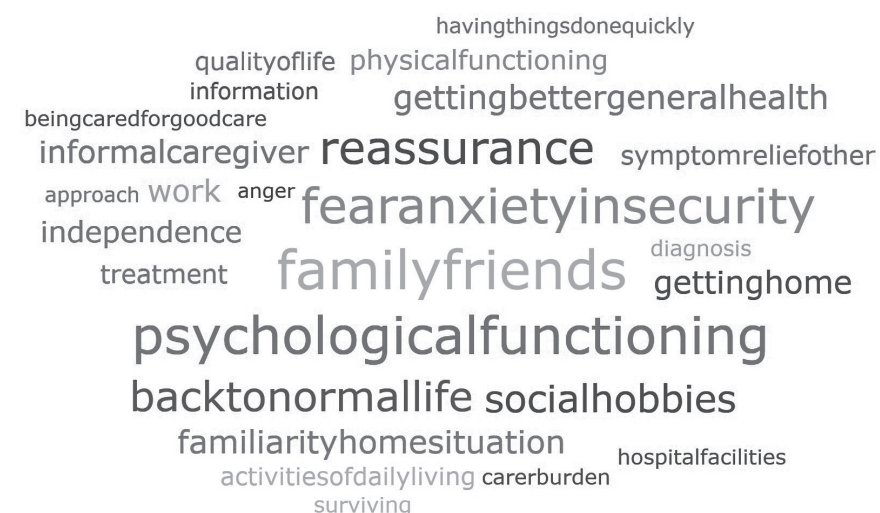 havingthingsdonequickly
qualityoflife physicalfunctioning
information gettingbettergeneralhealth
beingcaredforgoodcare
informalcaregiver reassurance symptomreliefother
approach work anger fearanxietyinsecurity
independence
familyfriends diagnosis
treatment gettinghome
psychologicalfunctioning
backtonormallife socialhobbies
familiarityhomesituation
hospitalfacilities
activitiesofdailyliving carerburden
surviving